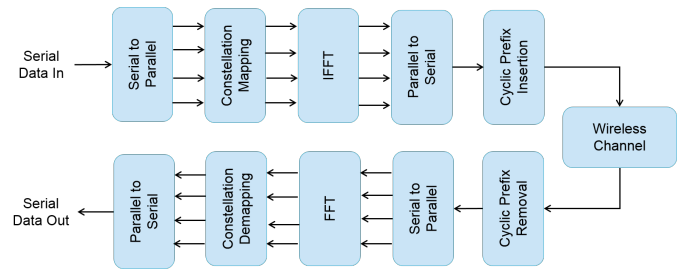 Serial
Data In
Serial to
Parallel
Constellation
Mapping
IFFT
Parallel to
Serial
Cyclic Prefix
Insertion
Wireless
Channel
Serial
Data Out
Parallel to
Serial
Constellation
Demapping
FFT
Serial to
Parallel
Cyclic Prefix
Removal